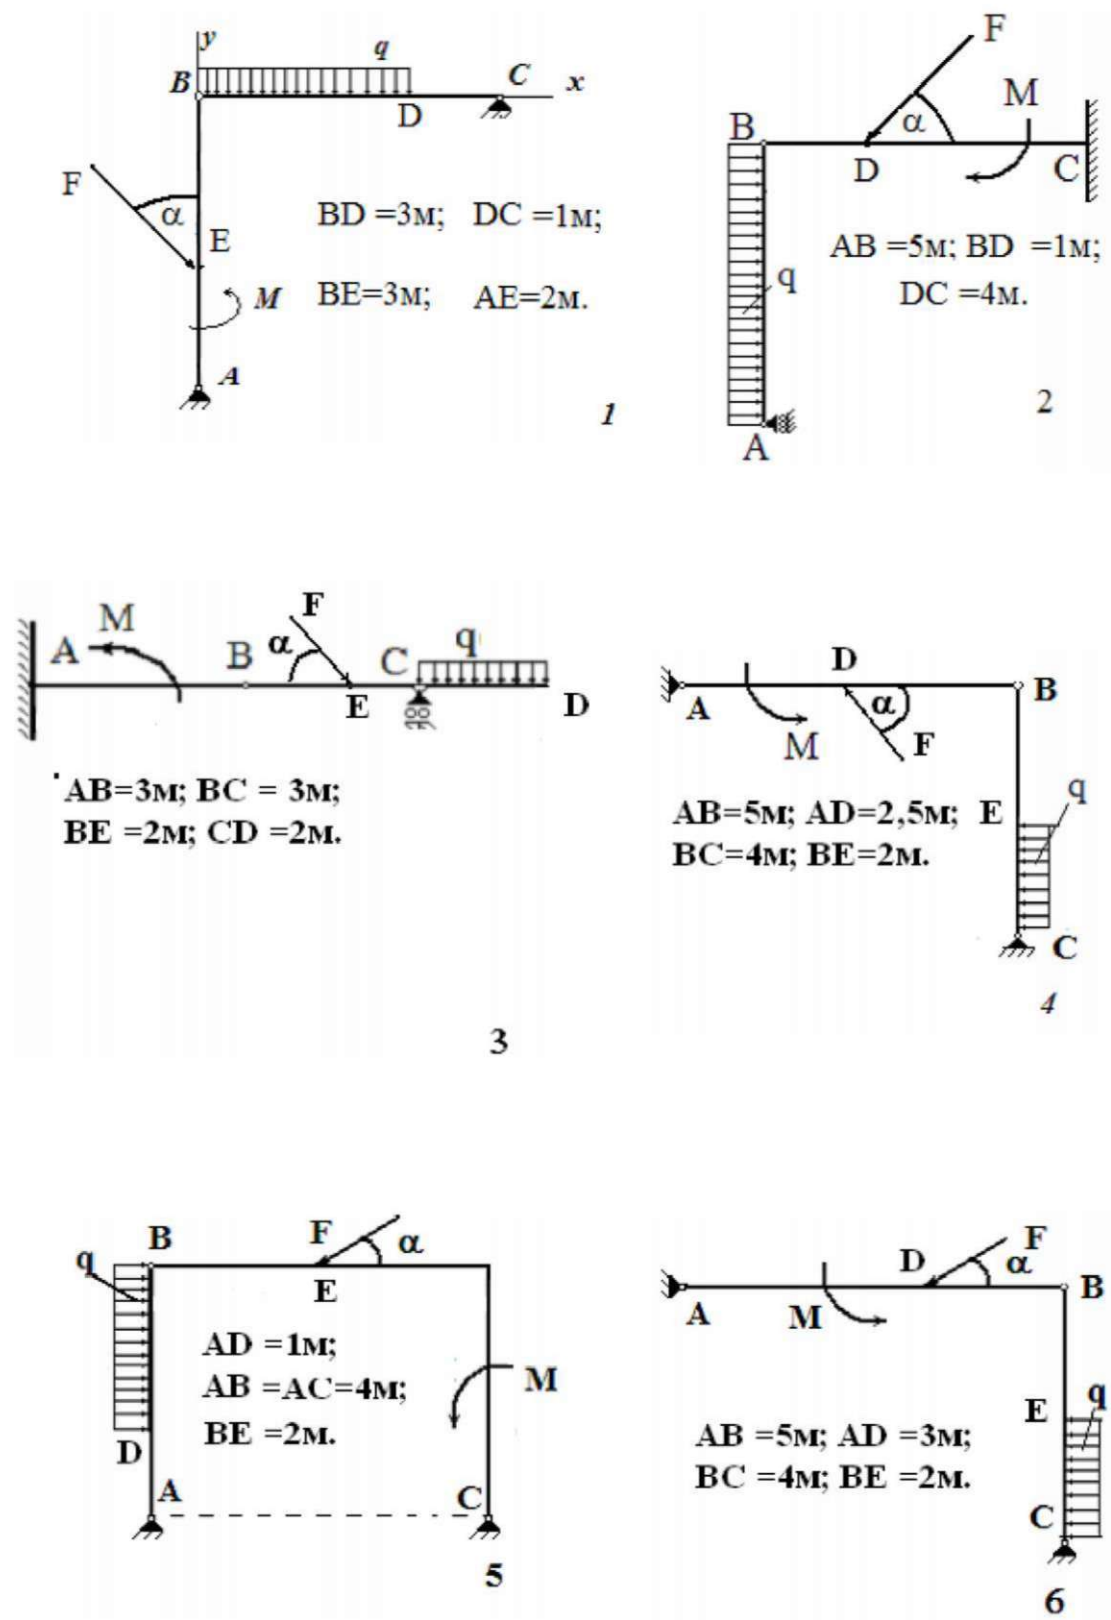 y
q
B
C
x
D
F
α
E
BD =3м; DC =1м;
BE=3м; AE=2м.
M
A
1
F
M
α
B
D
C
AB =5м; BD =1м;
DC =4м.
q
A
2
F
M
A
B
α
C
q
E
D
AB=3м; BC = 3м;
BE =2м; CD =2м.
3
D
B
A
α
M
F
q
AB=5м; AD=2,5м; E
BC=4м; BE=2м.
C
4
B
F
α
q
E
AD =1м;
AB =AC=4м;
M
BE =2м.
D
A
C
5
F
D
α
B
A
M
E
q
AB =5м; AD =3м;
BC =4м; BE =2м.
C
6